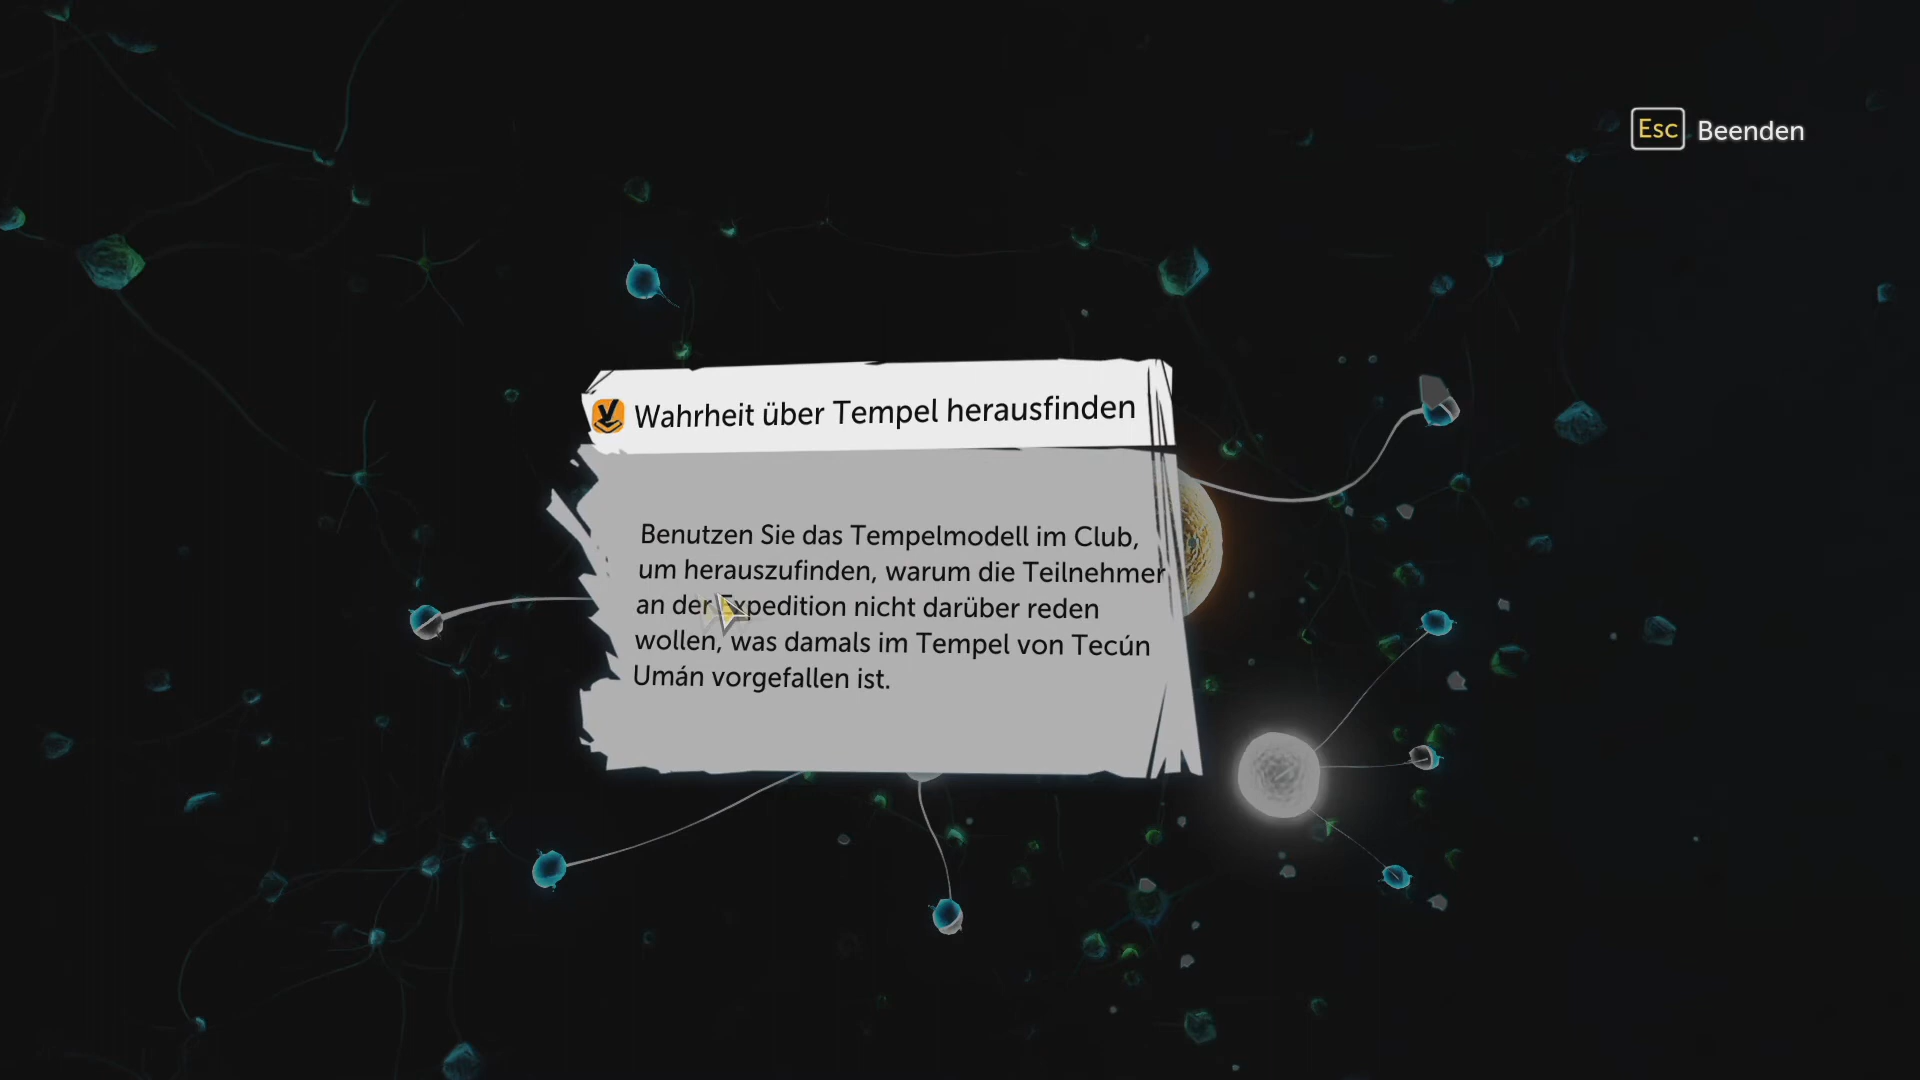 Esc Beenden
Wahrheit über Tempel herausfinden
Benutzen Sie das Tempelmodell im Club,
um herauszufinden, warum die Teilnehmer
an der Expedition nicht darüber reden
wollen, was damals im Tempel von Tecún
Umán vorgefallen ist.